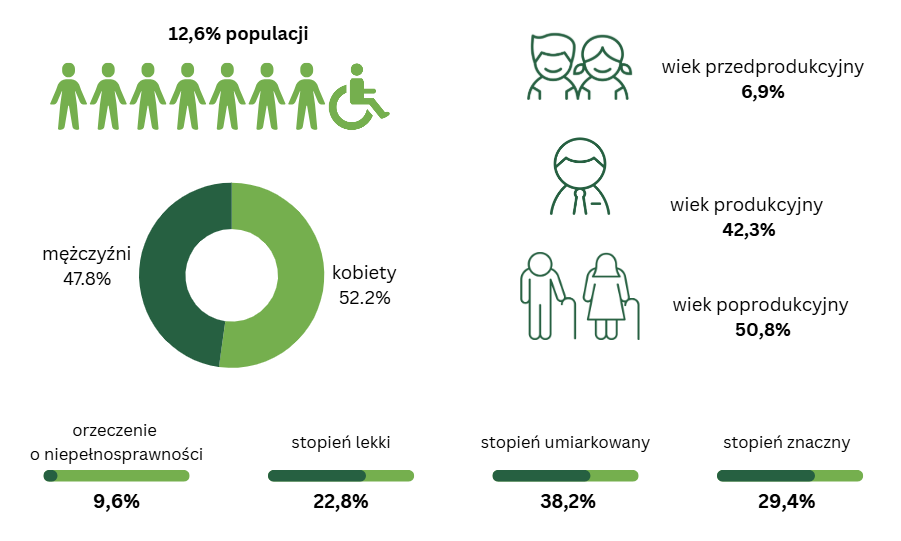 12,6% populacji
mężczyźni
47.8%
kobiety
52.2%
wiek przedprodukcyjny
6,9%
wiek produkcyjny
42,3%
wiek poprodukcyjny
50,8%
orzeczenie
o niepełnosprawności
9,6%
stopień lekki
22,8%
stopień umiarkowany
38,2%
stopień znaczny
29,4%